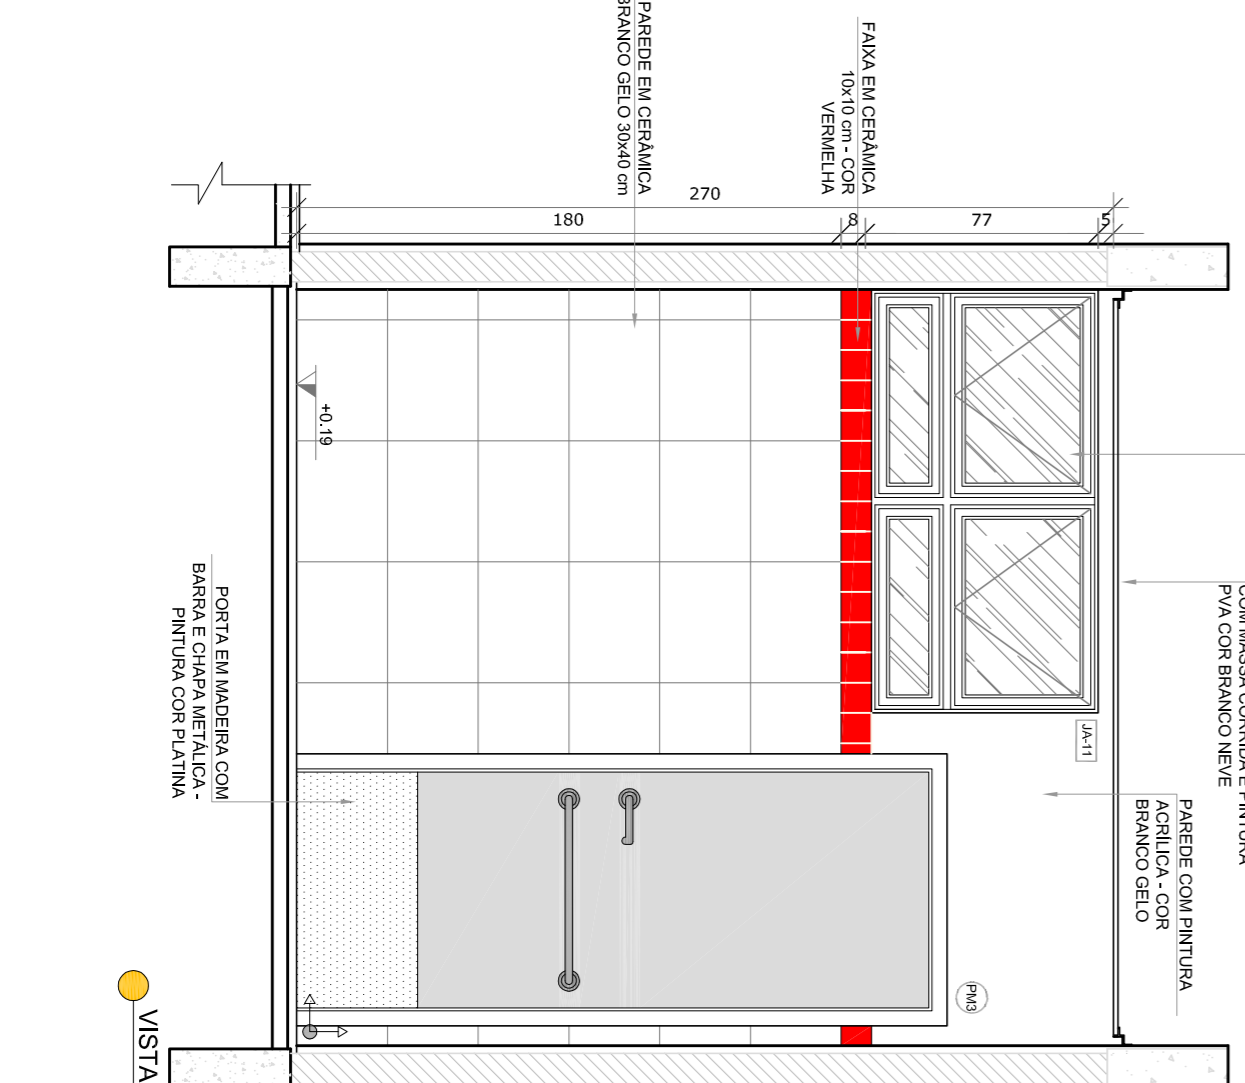 PAREDE EM CERÂMICA
BRANCO GELO 30x40 cm
FAIXA EM CERÂMICA
10x10 cm - COR
VERMELHA
270
180
8
77
5
+0.19
JA-11
PVA COR BRANCO NEVE
PORTA EM MADEIRA COM
BARRA E CHAPA METÁLICA -
PINTURA COR PLATINA
PAREDE COM PINTURA
ACRÍLICA - COR
BRANCO GELO
PM3
VISTA